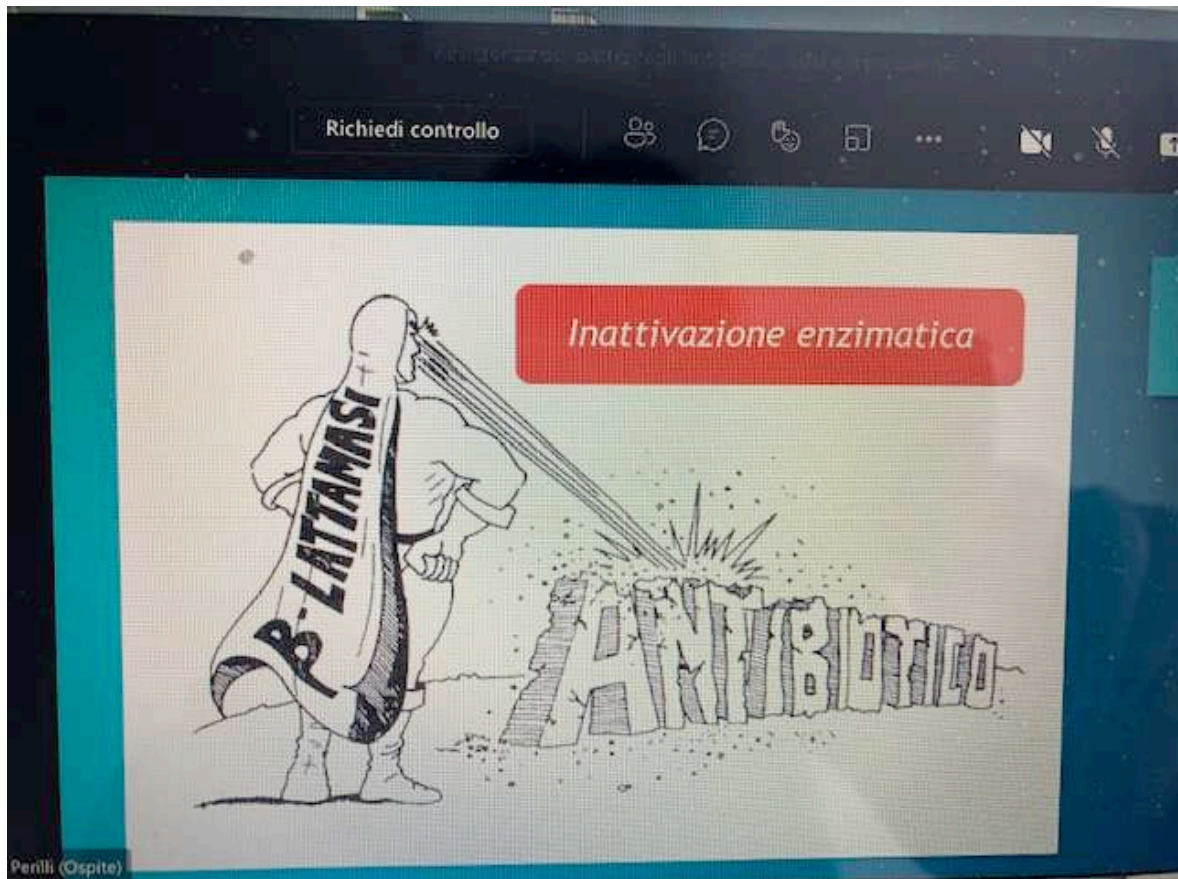 Richiedi controllo
Inattivazione enzimatica
β-LATTAMASI
ANTIBIOTICO
Perilli (Ospite)